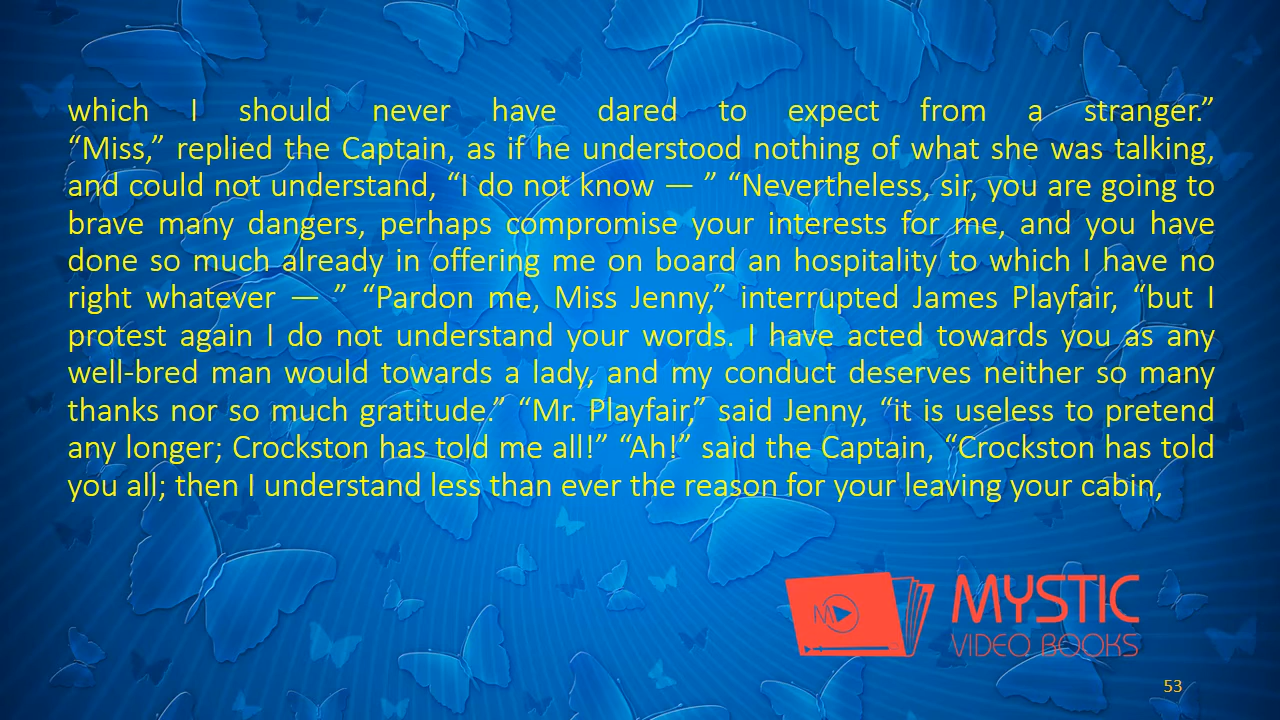 which I should never have dared to expect from a stranger.”
“Miss,” replied the Captain, as if he understood nothing of what she was talking,
and could not understand, “I do not know — ” “Nevertheless, sir, you are going to
brave many dangers, perhaps compromise your interests for me, and you have
done so much already in offering me on board an hospitality to which I have no
right whatever — ” “Pardon me, Miss Jenny,” interrupted James Playfair, “but I
protest again I do not understand your words. I have acted towards you as any
well-bred man would towards a lady, and my conduct deserves neither so many
thanks nor so much gratitude.” “Mr. Playfair,” said Jenny, “it is useless to pretend
any longer; Crockston has told me all!” “Ah!” said the Captain, “Crockston has told
you all; then I understand less than ever the reason for your leaving your cabin,
MYSTIC
VIDEO BOOKS
53